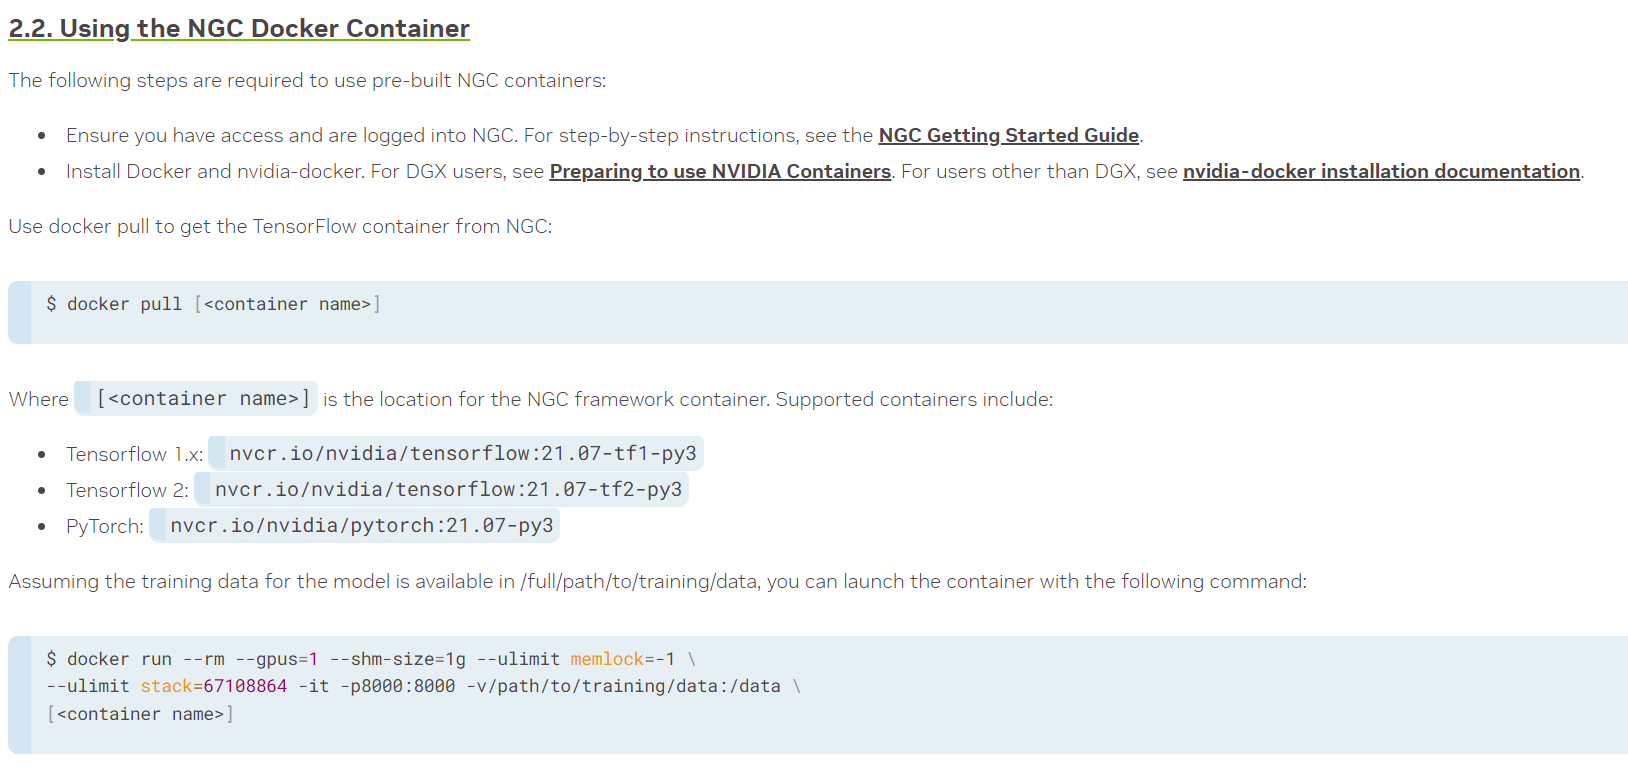 2.2. Using the NGC Docker Container
The following steps are required to use pre-built NGC containers:
• Ensure you have access and are logged into NGC. For step-by-step instructions, see the NGC Getting Started Guide.
• Install Docker and nvidia-docker. For DGX users, see Preparing to use NVIDIA Containers. For users other than DGX, see nvidia-docker installation documentation.
Use docker pull to get the TensorFlow container from NGC:
$ docker pull [<container name>]
Where [<container name>] is the location for the NGC framework container. Supported containers include:
• Tensorflow 1.x: nvcr.io/nvidia/tensorflow:21.07-tf1-py3
• Tensorflow 2: nvcr.io/nvidia/tensorflow:21.07-tf2-py3
• PyTorch: nvcr.io/nvidia/pytorch:21.07-py3
Assuming the training data for the model is available in /full/path/to/training/data, you can launch the container with the following command:
$ docker run --rm --gpus=1 --shm-size=1g --ulimit memlock=-1 \
--ulimit stack=67108864 -it -p8000:8000 -v/path/to/training/data:/data \
[<container name>]